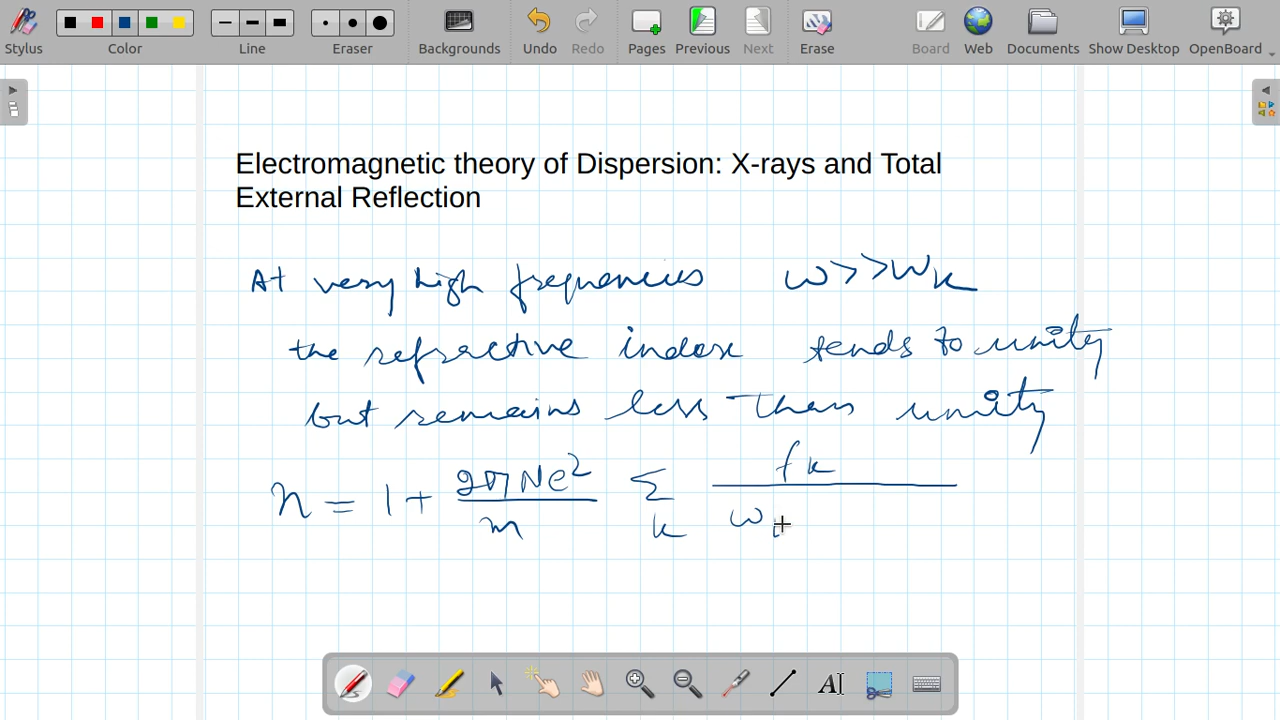 Stylus Color Line Eraser Backgrounds Undo Redo Pages Previous Next Erase Board Web Documents Show Desktop OpenBoard
Electromagnetic theory of Dispersion: X-rays and Total
External Reflection
At very high frequencies ω>>ωk
the refractive index tends to unity
but remains less than unity
n = 1 + 2πNe²/m Σk fk/ω